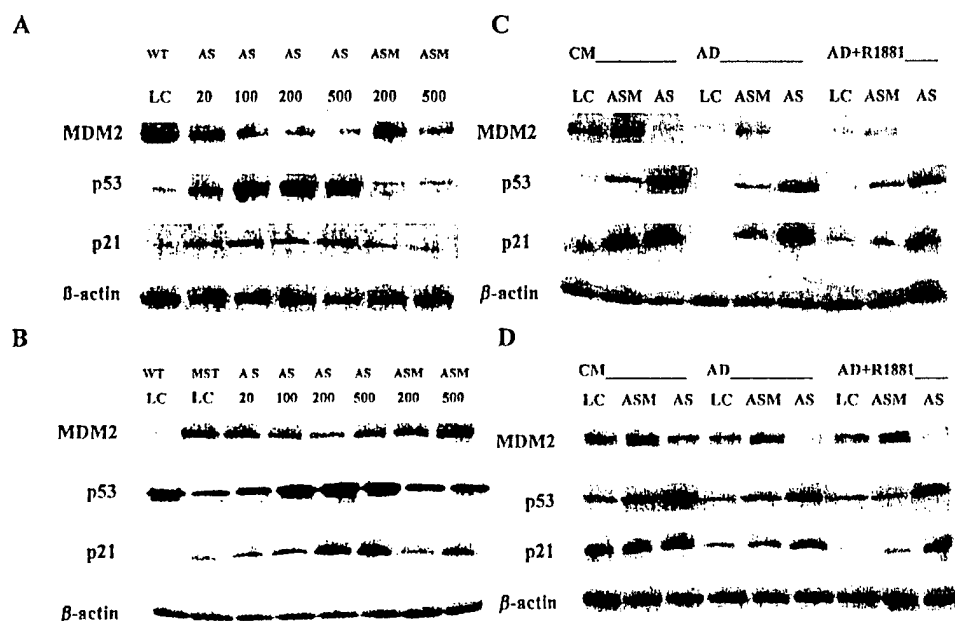 A
WT AS AS AS AS ASM ASM
LC 20 100 200 500 200 500
MDM2
p53
p21
β-actin
B
WT MST AS AS AS AS ASM ASM
LC LC 20 100 200 500 200 500
MDM2
p53
p21
β-actin
C
CM AD AD+R1881
LC ASM AS LC ASM AS LC ASM AS
MDM2
p53
p21
β-actin
D
CM AD AD+R1881
LC ASM AS LC ASM AS LC ASM AS
MDM2
p53
p21
β-actin